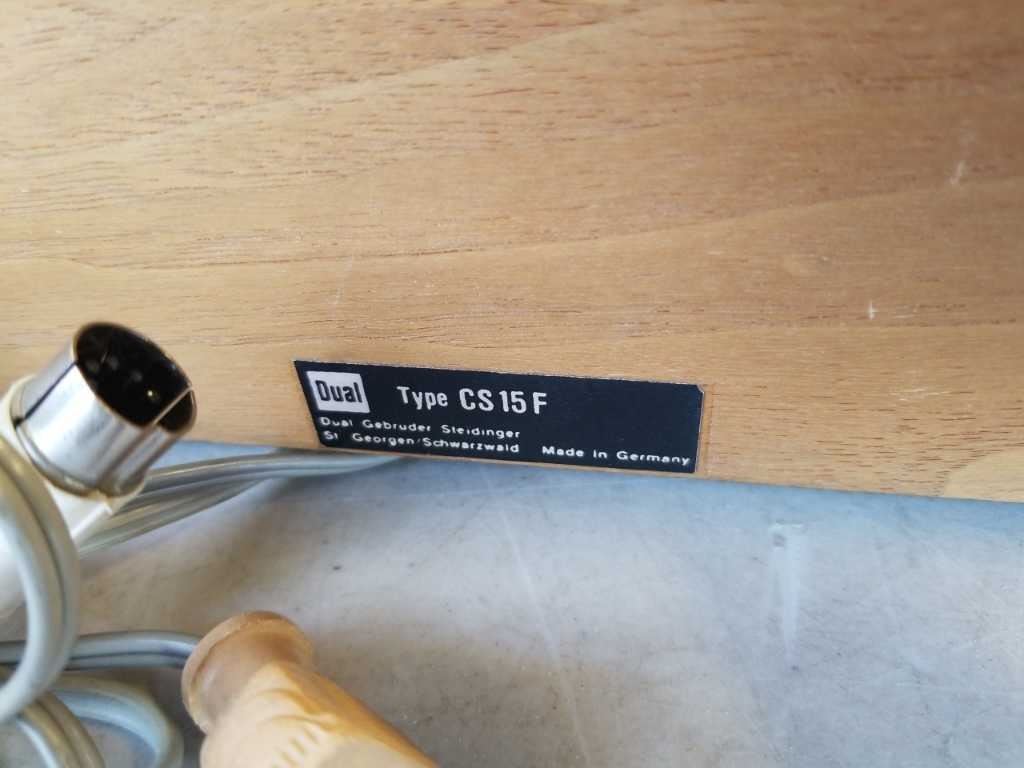 Dual Type CS 15 F
Dual Gebruder Steidinger
St Georgen/Schwarzwald Made in Germany